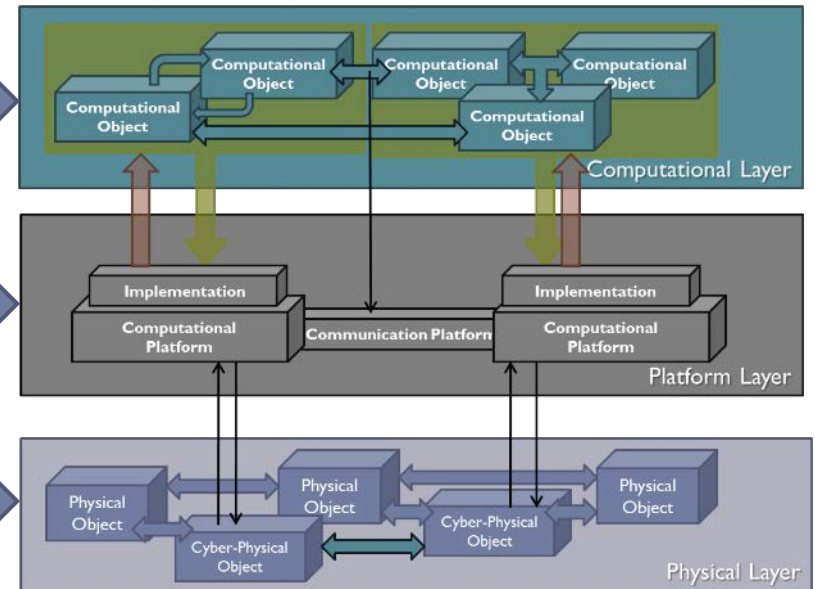 Computational
Object
Computational
Object
Computational
Object
Computational
Object
Computational
Object
Computational Layer
Implementation
Computational
Platform
Communication Platform
Implementation
Computational
Platform
Platform Layer
Physical
Object
Physical
Object
Physical
Object
Cyber-Physical
Object
Cyber-Physical
Object
Physical Layer